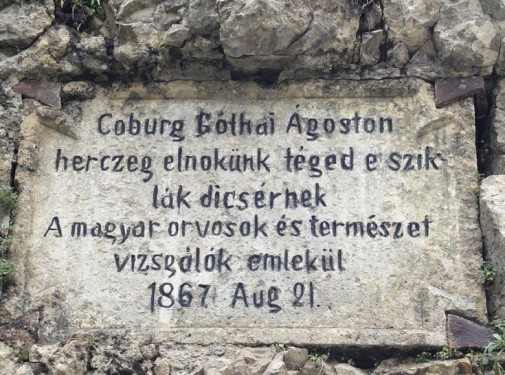 Coburg Góthai Ágoston
herczeg elnokünk téged e szik-
lák dicsérnek
A magyar orvosok és természet
vizsgálók emlekül
1867 Aug 21.